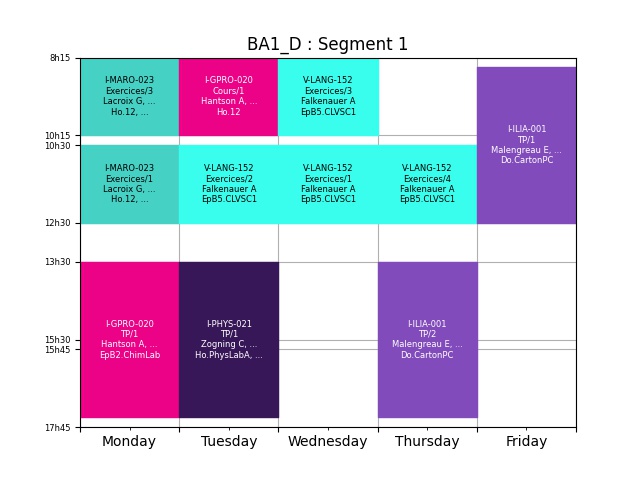 BA1_D : Segment 1
8h15
10h15
10h30
12h30
13h30
15h30
15h45
17h45
I-MARO-023
Exercices/3
Lacroix G, ...
Ho.12, ...
I-GPRO-020
Cours/1
Hantson A, ...
Ho.12
V-LANG-152
Exercices/3
Falkenauer A
EpB5.CLVSC1
I-ILIA-001
TP/1
Malengreau E, ...
Do.CartonPC
I-MARO-023
Exercices/1
Lacroix G, ...
Ho.12, ...
V-LANG-152
Exercices/2
Falkenauer A
EpB5.CLVSC1
V-LANG-152
Exercices/1
Falkenauer A
EpB5.CLVSC1
V-LANG-152
Exercices/4
Falkenauer A
EpB5.CLVSC1
I-GPRO-020
TP/1
Hantson A, ...
EpB2.ChimLab
I-PHYS-021
TP/1
Zogning C, ...
Ho.PhysLabA, ...
I-ILIA-001
TP/2
Malengreau E, ...
Do.CartonPC
Monday
Tuesday
Wednesday
Thursday
Friday